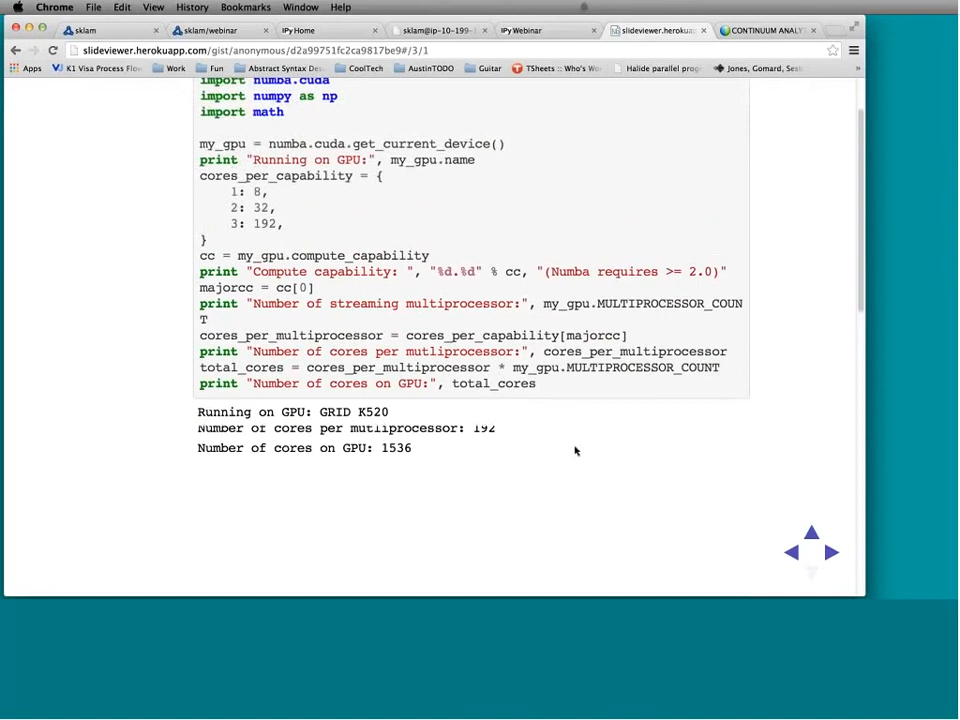 Chrome File Edit View History Bookmarks Window Help
sklam
sklam/webinar
IPy Home
sklam@ip-10-199-
IPy Webinar
slideviewer.herokuapp
CONTINUUM ANALYT
slideviewer.herokuapp.com/gist/anonymous/d2a99751fc2ca9817be9#/3/1
Apps K1 Visa Process Flow Work Fun Abstract Syntax Des CoolTech AustinTODO Guitar TSheets :: Who's Wor Halide parallel prog Jones, Gomard, Sest »
import numba.cuda
import numpy as np
import math
my_gpu = numba.cuda.get_current_device()
print "Running on GPU:", my_gpu.name
cores_per_capability = {
1: 8,
2: 32,
3: 192,
}
cc = my_gpu.compute_capability
print "Compute capability: ", "%d.%d" % cc, "(Numba requires >= 2.0)"
majorcc = cc[0]
print "Number of streaming multiprocessor:", my_gpu.MULTIPROCESSOR_COUN
T
cores_per_multiprocessor = cores_per_capability[majorcc]
print "Number of cores per mutliprocessor:", cores_per_multiprocessor
total_cores = cores_per_multiprocessor * my_gpu.MULTIPROCESSOR_COUNT
print "Number of cores on GPU:", total_cores
Running on GPU: GRID K520
Number of cores per mutliprocessor: 192
Number of cores on GPU: 1536